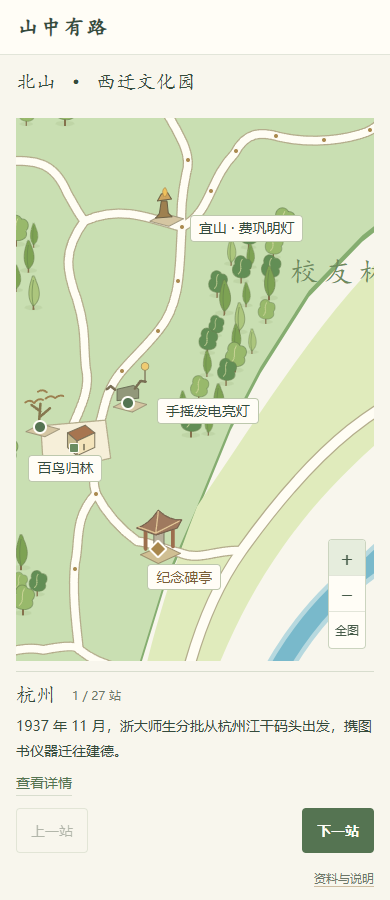 山中有路
北山 • 西迁文化园
宜山·费巩明灯
校友林
手摇发电亮灯
百鸟归林
纪念碑亭
+
−
全图
杭州 1 / 27 站
1937 年 11 月，浙大师生分批从杭州江干码头出发，携图
书仪器迁往建德。
查看详情
上一站
下一站
资料与说明